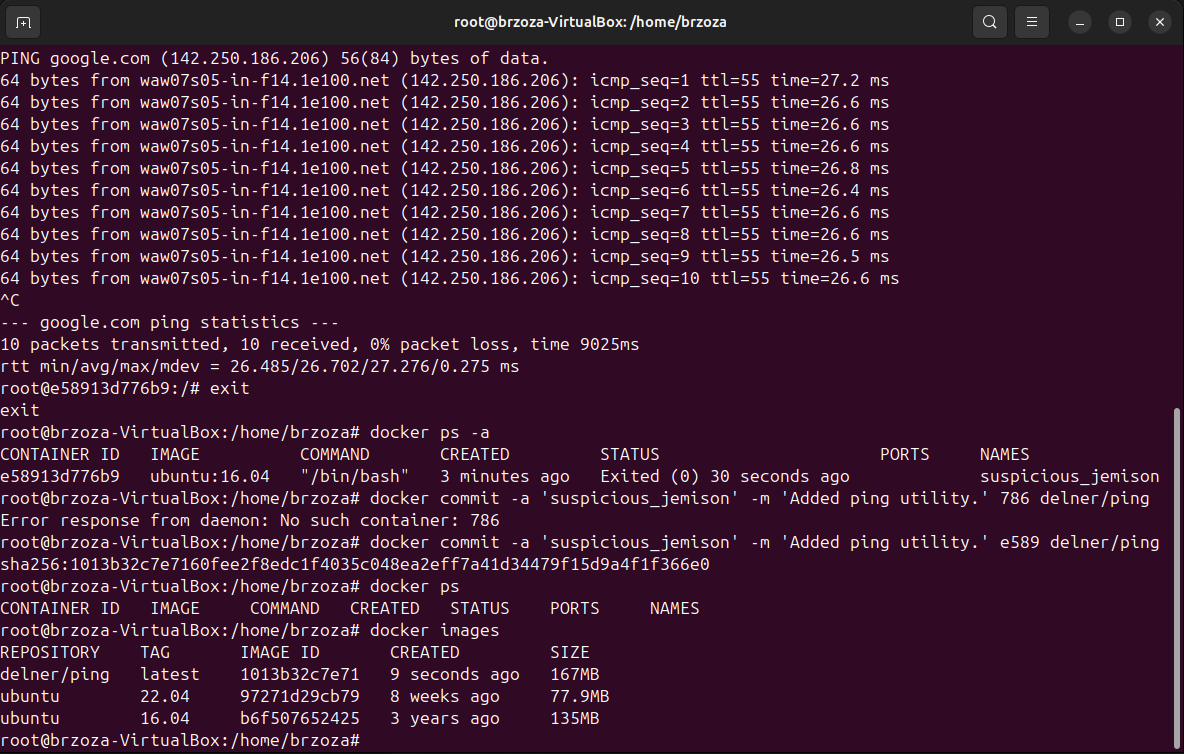 root@brzoza-VirtualBox: /home/brzoza
PING google.com (142.250.186.206) 56(84) bytes of data.
64 bytes from waw07s05-in-f14.1e100.net (142.250.186.206): icmp_seq=1 ttl=55 time=27.2 ms
64 bytes from waw07s05-in-f14.1e100.net (142.250.186.206): icmp_seq=2 ttl=55 time=26.6 ms
64 bytes from waw07s05-in-f14.1e100.net (142.250.186.206): icmp_seq=3 ttl=55 time=26.6 ms
64 bytes from waw07s05-in-f14.1e100.net (142.250.186.206): icmp_seq=4 ttl=55 time=26.6 ms
64 bytes from waw07s05-in-f14.1e100.net (142.250.186.206): icmp_seq=5 ttl=55 time=26.8 ms
64 bytes from waw07s05-in-f14.1e100.net (142.250.186.206): icmp_seq=6 ttl=55 time=26.4 ms
64 bytes from waw07s05-in-f14.1e100.net (142.250.186.206): icmp_seq=7 ttl=55 time=26.6 ms
64 bytes from waw07s05-in-f14.1e100.net (142.250.186.206): icmp_seq=8 ttl=55 time=26.6 ms
64 bytes from waw07s05-in-f14.1e100.net (142.250.186.206): icmp_seq=9 ttl=55 time=26.5 ms
64 bytes from waw07s05-in-f14.1e100.net (142.250.186.206): icmp_seq=10 ttl=55 time=26.6 ms
^C
--- google.com ping statistics ---
10 packets transmitted, 10 received, 0% packet loss, time 9025ms
rtt min/avg/max/mdev = 26.485/26.702/27.276/0.275 ms
root@e58913d776b9:/# exit
exit
root@brzoza-VirtualBox:/home/brzoza# docker ps -a
CONTAINER ID   IMAGE          COMMAND       CREATED         STATUS                      PORTS     NAMES
e58913d776b9   ubuntu:16.04   "/bin/bash"   3 minutes ago   Exited (0) 30 seconds ago             suspicious_jemison
root@brzoza-VirtualBox:/home/brzoza# docker commit -a 'suspicious_jemison' -m 'Added ping utility.' 786 delner/ping
Error response from daemon: No such container: 786
root@brzoza-VirtualBox:/home/brzoza# docker commit -a 'suspicious_jemison' -m 'Added ping utility.' e589 delner/ping
sha256:1013b32c7e7160fee2f8edc1f4035c048ea2eff7a41d34479f15d9a4f1f366e0
root@brzoza-VirtualBox:/home/brzoza# docker ps
CONTAINER ID   IMAGE     COMMAND   CREATED   STATUS    PORTS     NAMES
root@brzoza-VirtualBox:/home/brzoza# docker images
REPOSITORY    TAG       IMAGE ID       CREATED         SIZE
delner/ping   latest    1013b32c7e71   9 seconds ago   167MB
ubuntu        22.04     97271d29cb79   8 weeks ago     77.9MB
ubuntu        16.04     b6f507652425   3 years ago     135MB
root@brzoza-VirtualBox:/home/brzoza#